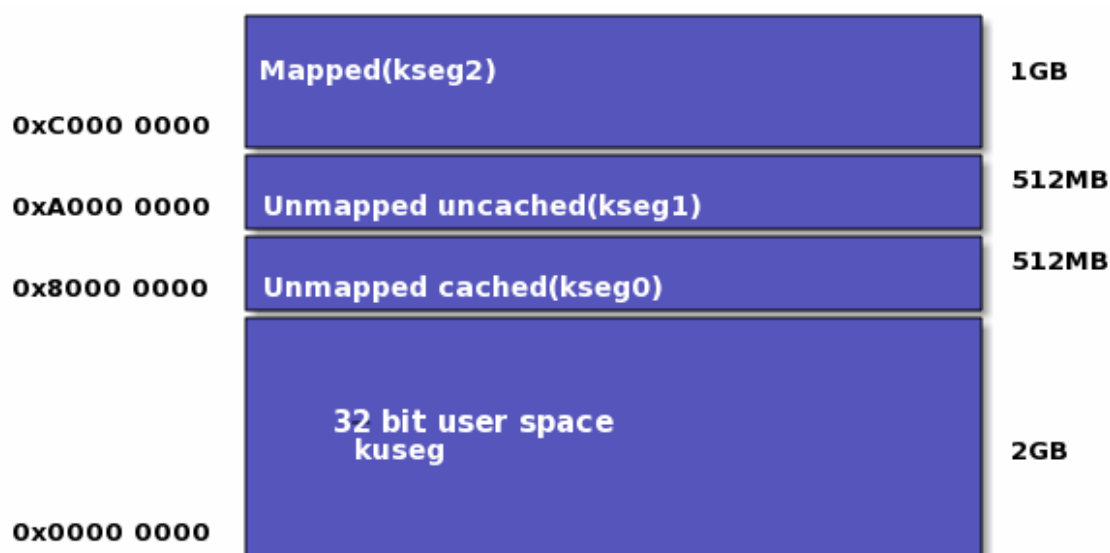 Mapped(kseg2)
1GB
0xC000 0000
512MB
0xA000 0000
Unmapped uncached(kseg1)
512MB
0x8000 0000
Unmapped cached(kseg0)
32 bit user space
kuseg
2GB
0x0000 0000